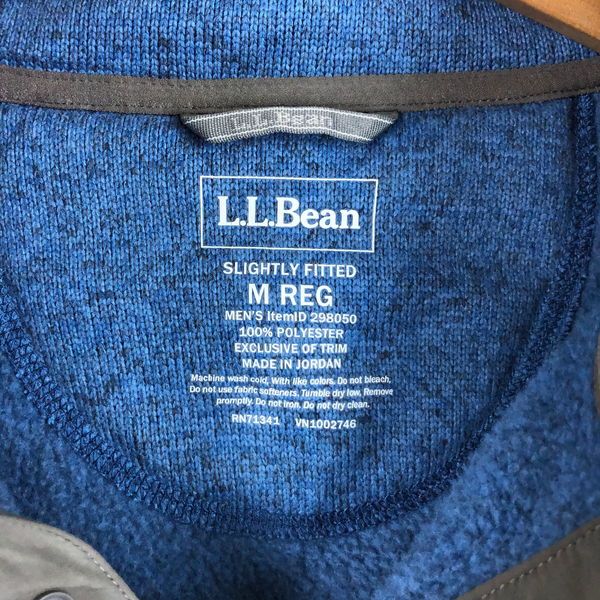 L.L. Bean
L.L.Bean
SLIGHTLY FITTED
M REG
MEN'S ItemID 298050
100% POLYESTER
EXCLUSIVE OF TRIM
MADE IN JORDAN
Machine wash cold, With like colors. Do not bleach.
Do not use fabric softeners. Tumble dry low. Remove
promptly. Do not iron. Do not dry clean.
RN71341 VN1002746